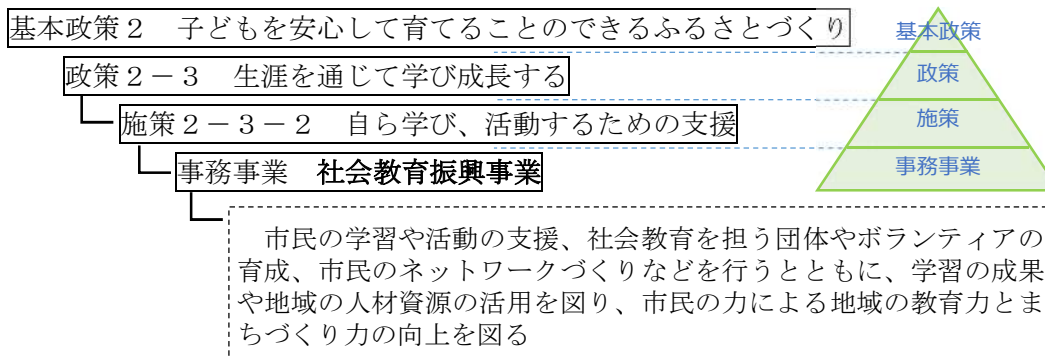 基本政策２　子どもを安心して育てることのできるふるさとづくり
政策２－３　生涯を通じて学び成長する
施策２－３－２　自ら学び、活動するための支援
事務事業　社会教育振興事業
市民の学習や活動の支援、社会教育を担う団体やボランティアの
育成、市民のネットワークづくりなどを行うとともに、学習の成果
や地域の人材資源の活用を図り、市民の力による地域の教育力とま
ちづくり力の向上を図る
基本政策
政策
施策
事務事業